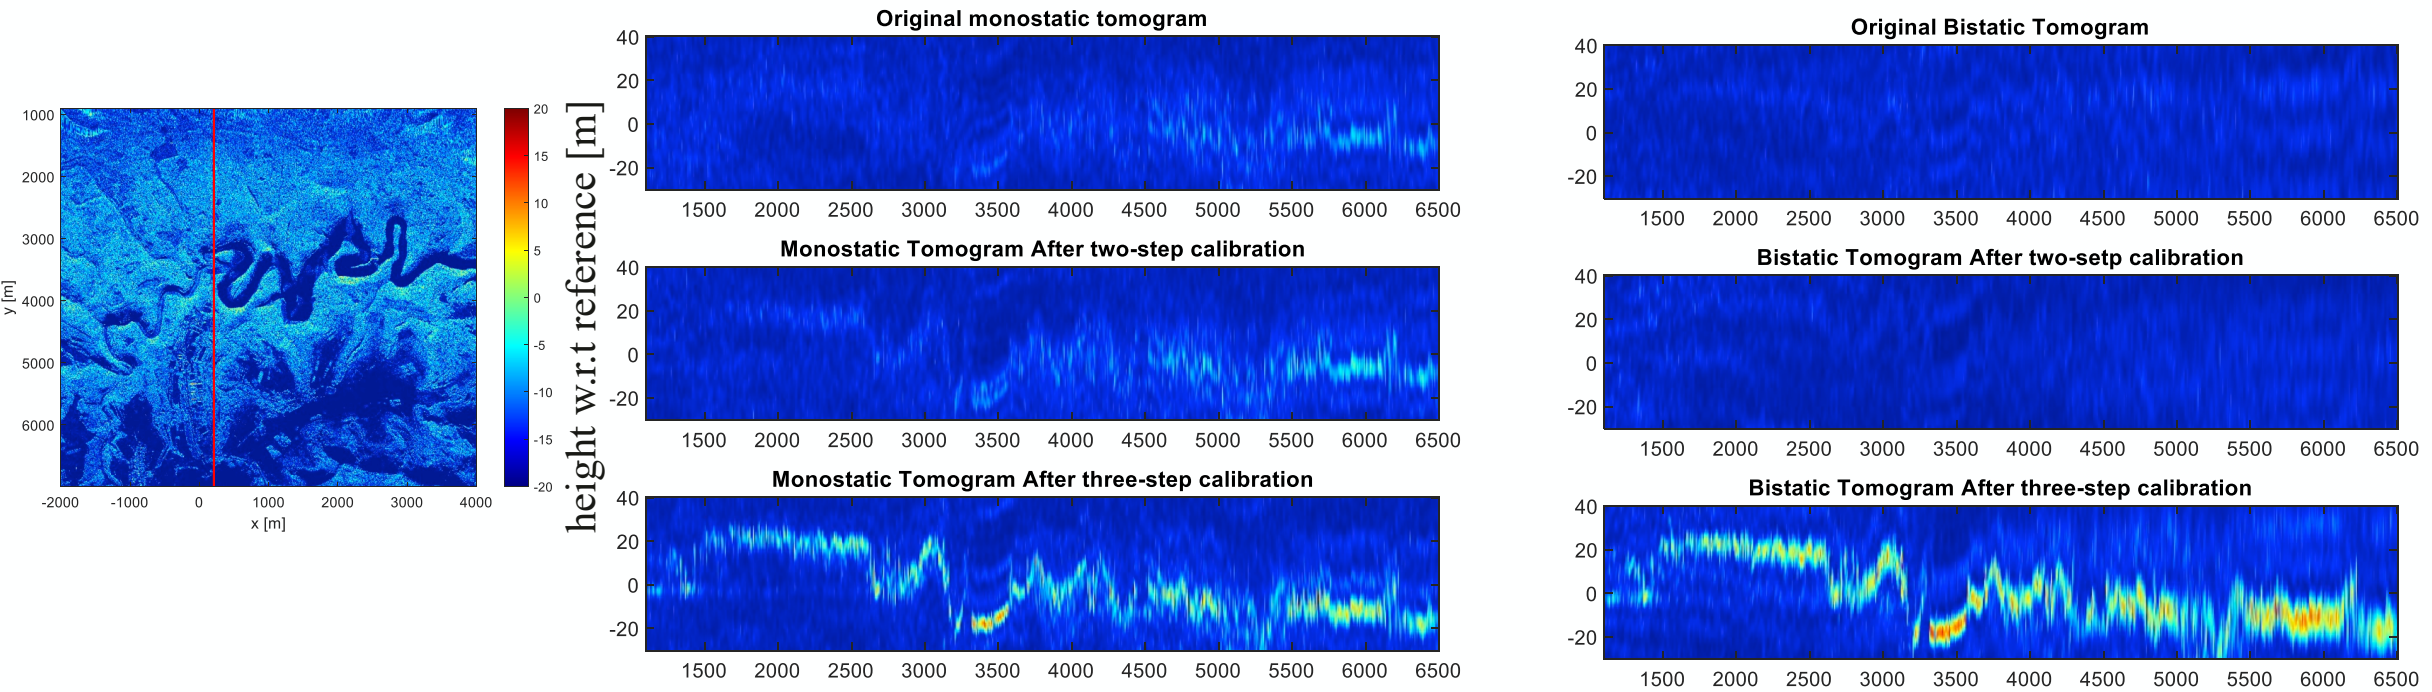 1000
2000
3000
4000
5000
6000
y [m]
-2000 -1000 0 1000 2000 3000 4000
x [m]
20
15
10
5
0
-5
-10
-15
-20
height w.r.t reference [m]
Original monostatic tomogram
40
20
0
-20
1500 2000 2500 3000 3500 4000 4500 5000 5500 6000 6500
Monostatic Tomogram After two-step calibration
40
20
0
-20
1500 2000 2500 3000 3500 4000 4500 5000 5500 6000 6500
Monostatic Tomogram After three-step calibration
40
20
0
-20
1500 2000 2500 3000 3500 4000 4500 5000 5500 6000 6500
Original Bistatic Tomogram
40
20
0
-20
1500 2000 2500 3000 3500 4000 4500 5000 5500 6000 6500
Bistatic Tomogram After two-setp calibration
40
20
0
-20
1500 2000 2500 3000 3500 4000 4500 5000 5500 6000 6500
Bistatic Tomogram After three-step calibration
40
20
0
-20
1500 2000 2500 3000 3500 4000 4500 5000 5500 6000 6500